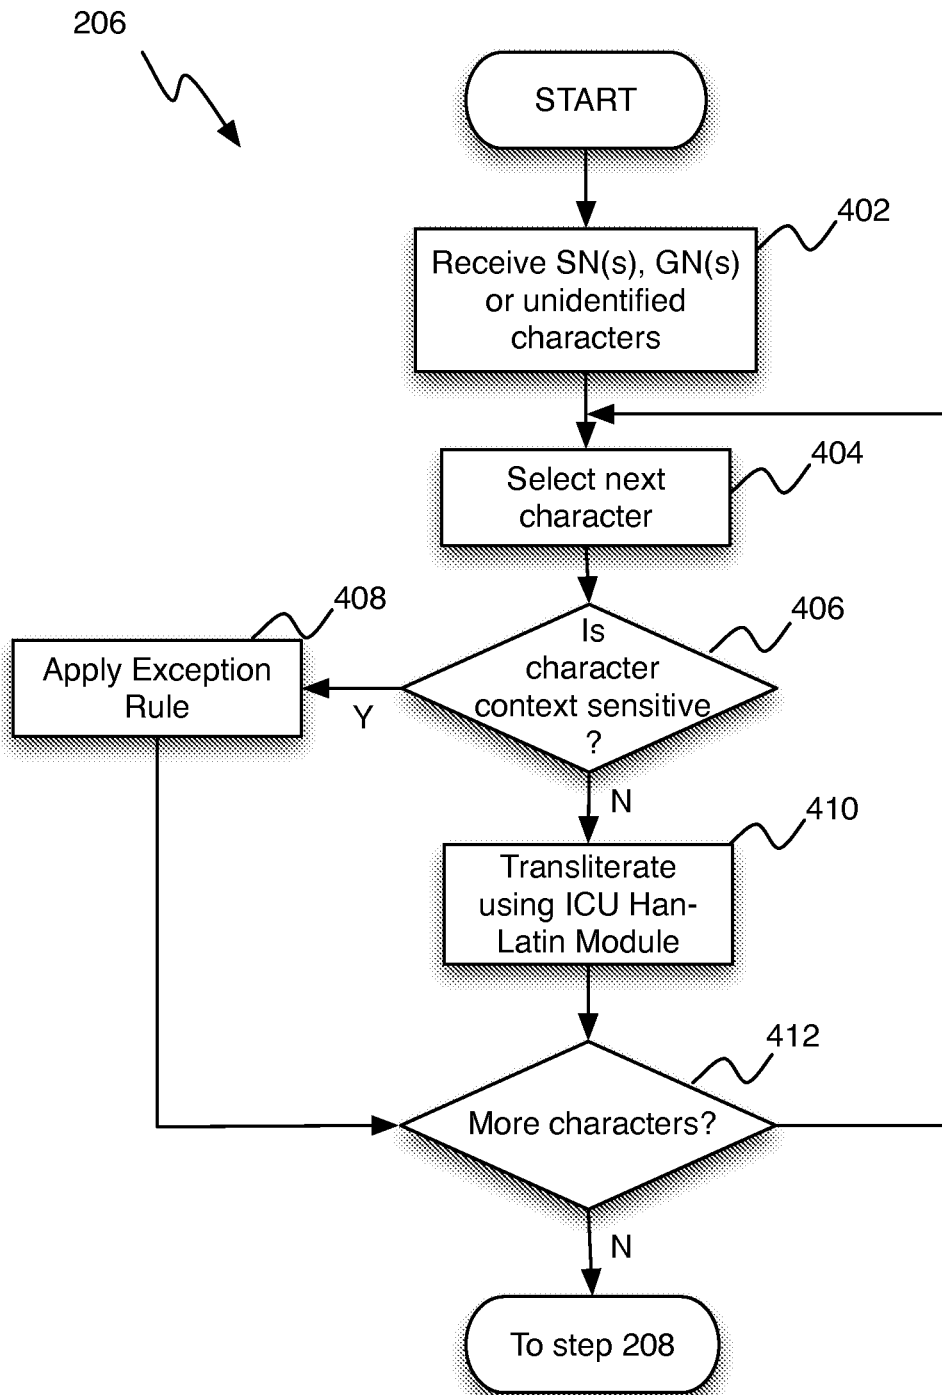 206
START
402
Receive SN(s), GN(s)
or unidentified
characters
404
Select next
character
408
406
Apply Exception
Rule
Is
character
context sensitive
?
Y
N
410
Transliterate
using ICU Han-
Latin Module
412
More characters?
N
To step 208